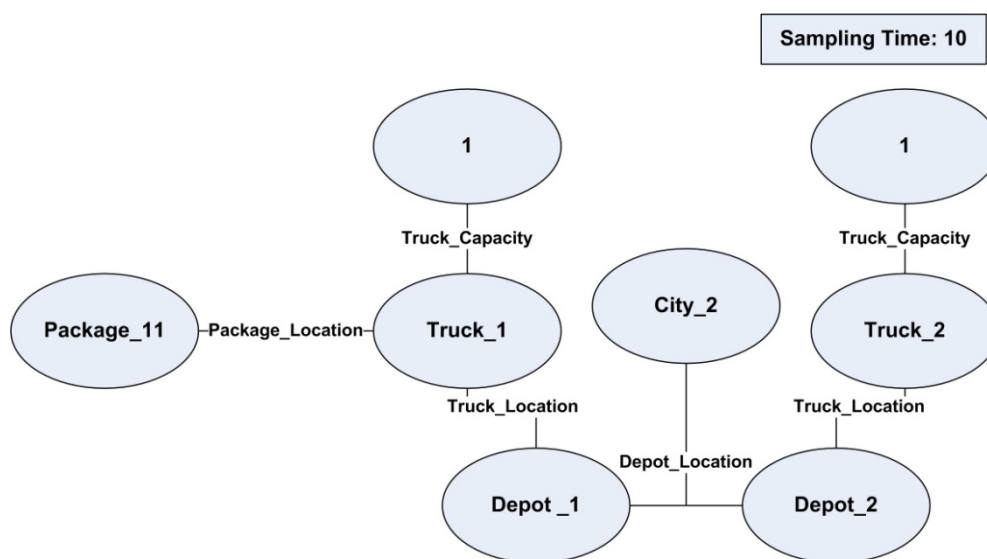 Sampling Time: 10
1
1
Truck_Capacity
Truck_Capacity
City_2
Package_11
Package_Location
Truck_1
Truck_2
Truck_Location
Truck_Location
Depot_Location
Depot _1
Depot_2